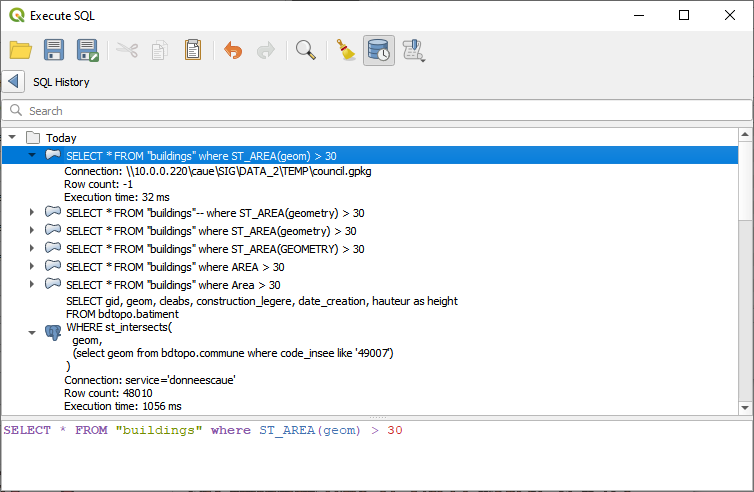 Execute SQL
SQL History
Search
Today
SELECT * FROM "buildings" where ST_AREA(geom) > 30
Connection: \\10.0.0.220\caue\SIG\DATA_2\TEMP\council.gpkg
Row count: -1
Execution time: 32 ms
SELECT * FROM "buildings"-- where ST_AREA(geometry) > 30
SELECT * FROM "buildings" where ST_AREA(geometry) > 30
SELECT * FROM "buildings" where ST_AREA(GEOMETRY) > 30
SELECT * FROM "buildings" where AREA > 30
SELECT * FROM "buildings" where Area > 30
SELECT gid, geom, cleabs, construction_legere, date_creation, hauteur as height
FROM bdtopo.batiment
WHERE st_intersects(
geom,
(select geom from bdtopo.commune where code_insee like '49007')
)
Connection: service='donneescaue'
Row count: 48010
Execution time: 1056 ms
SELECT * FROM "buildings" where ST_AREA(geom) > 30